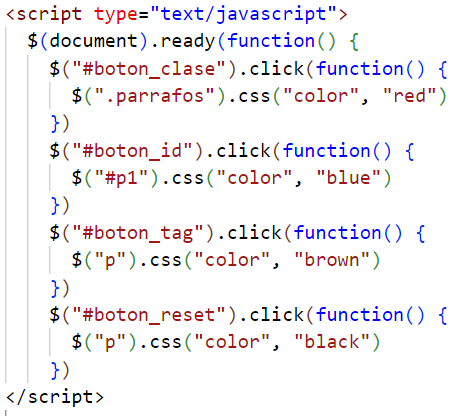 <script type="text/javascript">
$(document).ready(function() {
$("#boton_clase").click(function() {
$(".parrafos").css("color", "red")
})
$("#boton_id").click(function() {
$("#p1").css("color", "blue")
})
$("#boton_tag").click(function() {
$("p").css("color", "brown")
})
$("#boton_reset").click(function() {
$("p").css("color", "black")
})
</script>